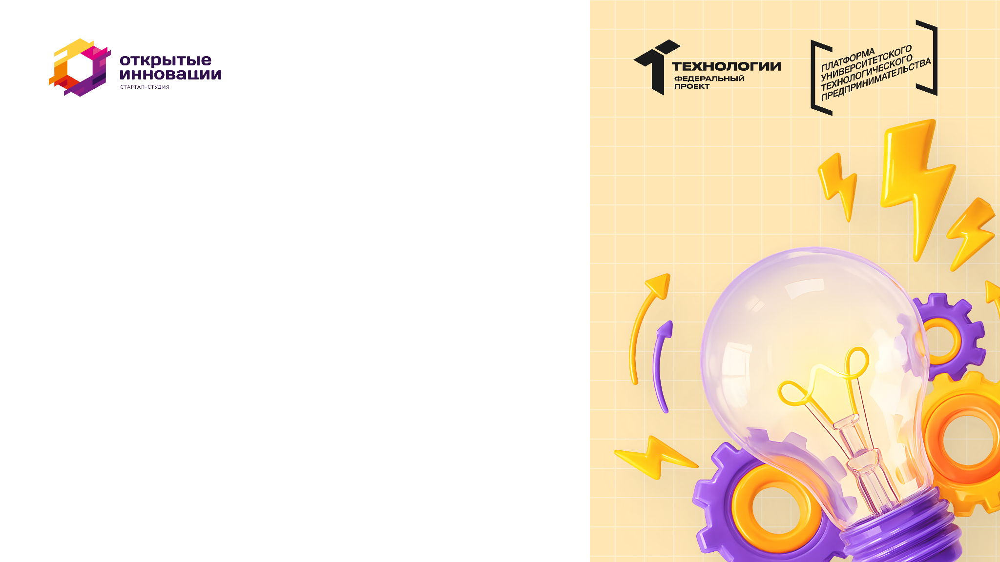 открытые
инновации
СТАРТАП-СТУДИЯ
ТЕХНОЛОГИИ
ФЕДЕРАЛЬНЫЙ
ПРОЕКТ
ПЛАТФОРМА
УНИВЕРСИТЕТСКОГО
ТЕХНОЛОГИЧЕСКОГО
ПРЕДПРИНИМАТЕЛЬСТВА